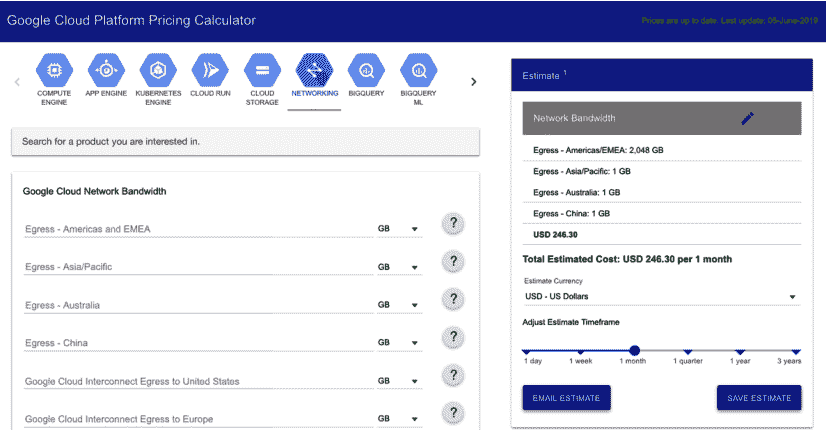 Google Cloud Platform Pricing Calculator
Prices are up to date. Last update: 05-June-2019
COMPUTE ENGINE
APP ENGINE
KUBERNETES ENGINE
CLOUD RUN
CLOUD STORAGE
NETWORKING
BIGQUERY
BIGQUERY ML
Search for a product you are interested in.
Google Cloud Network Bandwidth
Egress - Americas and EMEA GB ?
Egress - Asia/Pacific GB ?
Egress - Australia GB ?
Egress - China GB ?
Google Cloud Interconnect Egress to United States GB ?
Google Cloud Interconnect Egress to Europe GB ?
Estimate 1
Network Bandwidth
Egress - Americas/EMEA: 2,048 GB
Egress - Asia/Pacific: 1 GB
Egress - Australia: 1 GB
Egress - China: 1 GB
USD 246.30
Total Estimated Cost: USD 246.30 per 1 month
Estimate Currency
USD - US Dollars
Adjust Estimate Timeframe
1 day 1 week 1 month 1 quarter 1 year 3 years
EMAIL ESTIMATE SAVE ESTIMATE